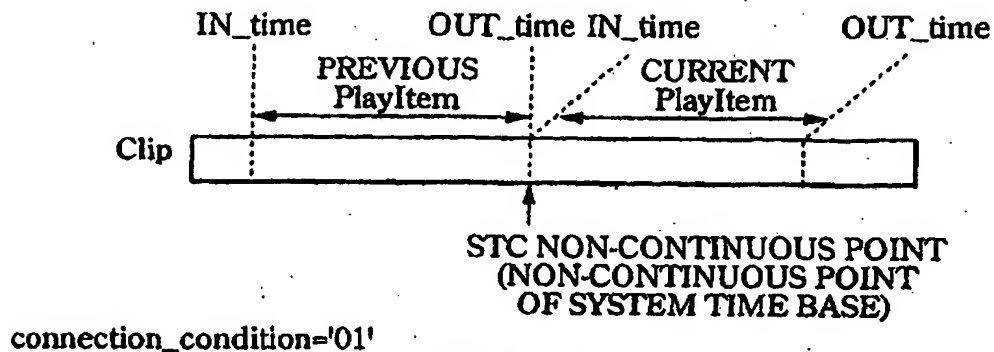 IN_time OUT_time IN_time OUT_time
PREVIOUS CURRENT
PlayItem PlayItem
Clip
STC NON-CONTINUOUS POINT
(NON-CONTINUOUS POINT
OF SYSTEM TIME BASE)
connection_condition='01'